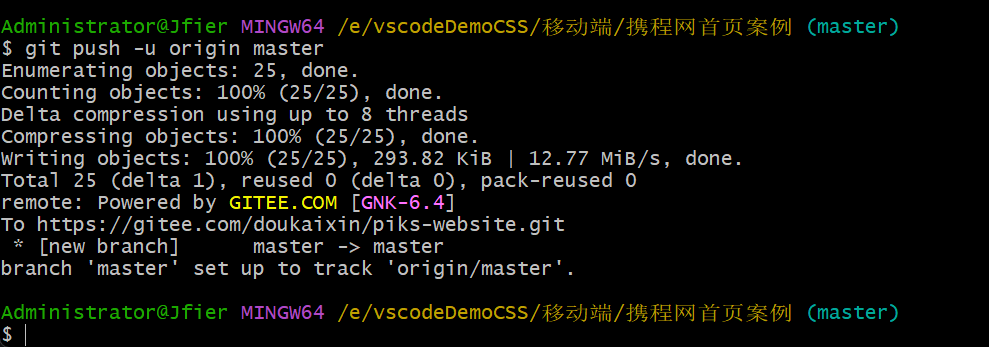 Administrator@Jfier MINGW64 /e/vscodeDemoCSS/移动端/携程网首页案例 (master)
$ git push -u origin master
Enumerating objects: 25, done.
Counting objects: 100% (25/25), done.
Delta compression using up to 8 threads
Compressing objects: 100% (25/25), done.
Writing objects: 100% (25/25), 293.82 KiB | 12.77 MiB/s, done.
Total 25 (delta 1), reused 0 (delta 0), pack-reused 0
remote: Powered by GITEE.COM [GNK-6.4]
To https://gitee.com/doukaixin/piks-website.git
 * [new branch]      master -> master
branch 'master' set up to track 'origin/master'.
Administrator@Jfier MINGW64 /e/vscodeDemoCSS/移动端/携程网首页案例 (master)
$